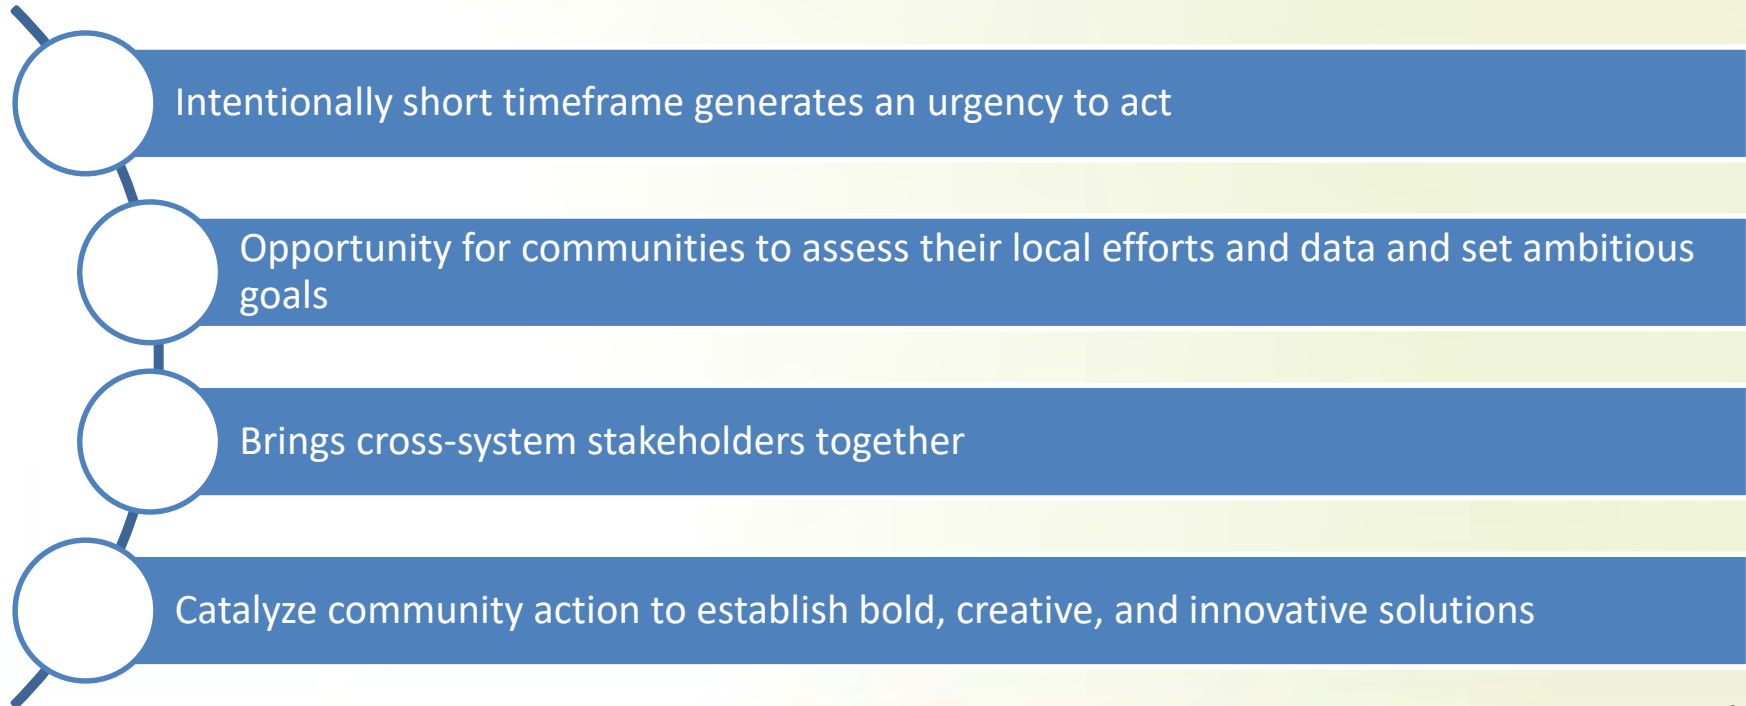 Intentionally short timeframe generates an urgency to act
Opportunity for communities to assess their local efforts and data and set ambitious
goals
Brings cross-system stakeholders together
Catalyze community action to establish bold, creative, and innovative solutions